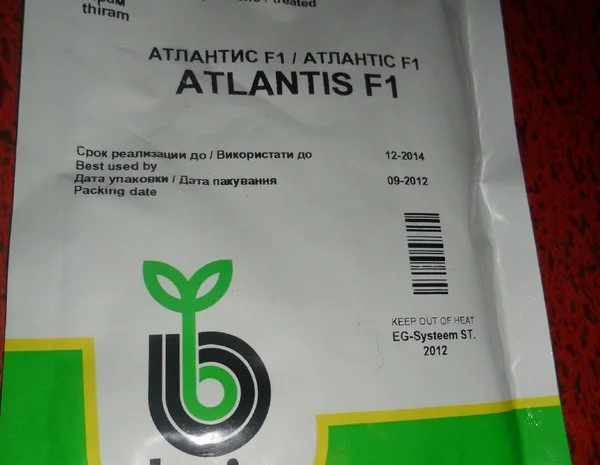 treated
thiram
АТЛАНТИС F1 / АТЛАНТІС F1
ATLANTIS F1
Срок реализации до / Використати до 12-2014
Best used by
Дата упаковки / Дата пакування 09-2012
Packing date
KEEP OUT OF HEAT
EG-Systeem ST.
2012